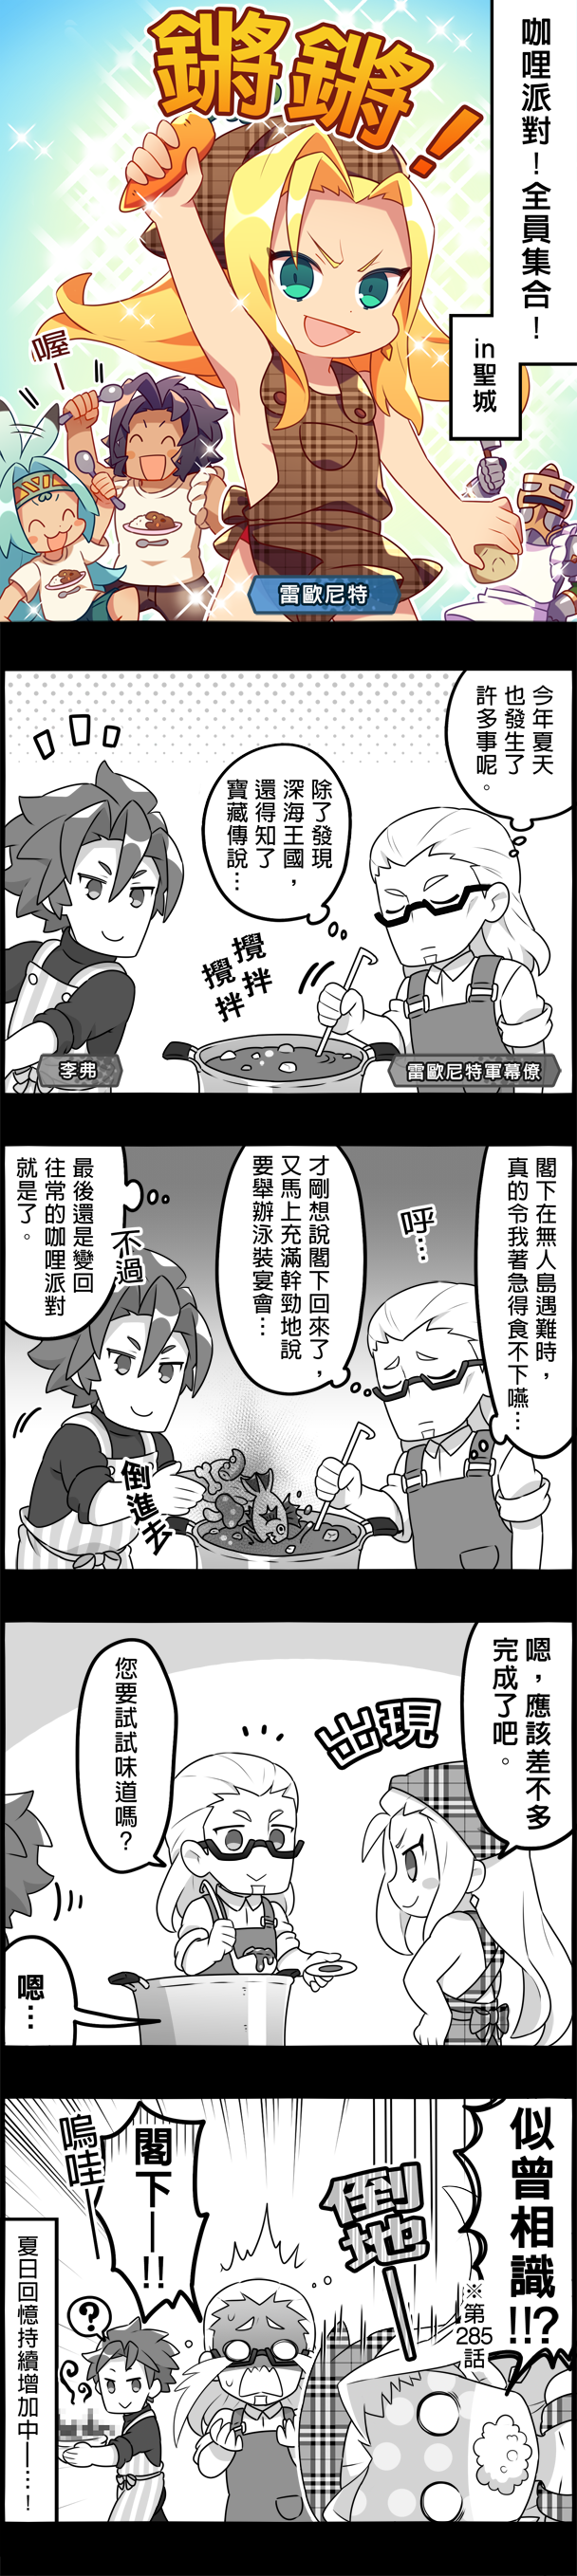 咖哩派對！全員集合！
in聖城
鏘鏘！
喔—
雷歐尼特
今年夏天
也發生了
許多事呢。
除了發現
深海王國，
還得知了
寶藏傳說…
攪拌
攪拌
李弗
雷歐尼特軍幕僚
閣下在無人島遇難時，
真的令我著急得食不下嚥…
呼…
才剛想說閣下回來了，
又馬上充滿幹勁地說
要舉辦泳裝宴會…
不過
最後還是變回
往常的咖哩派對
就是了。
倒進去
嗯，應該差不多
完成了吧。
出現
您要試試味道嗎？
嗯…
似曾相識!!?
※第285話
倒地—
閣下—!!
嗚哇—
?
夏日回憶持續增加中—…！